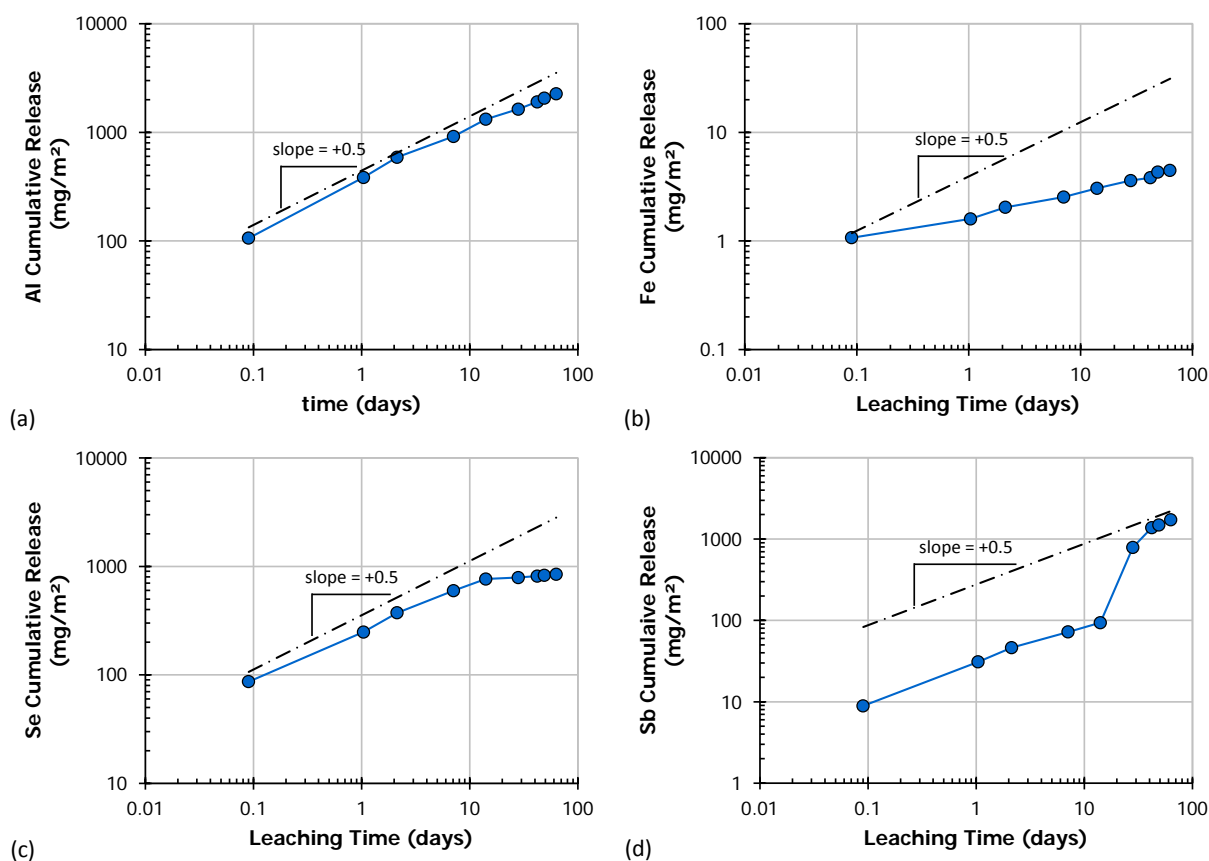 10000
1000
100
10
0.01
0.1
1
10
100
Al Cumulative Release
(mg/m²)
slope = +0.5
time (days)
(a)
100
10
1
0.1
0.01
0.1
1
10
100
Fe Cumulative Release
(mg/m²)
slope = +0.5
Leaching Time (days)
(b)
10000
1000
100
10
0.01
0.1
1
10
100
Se Cumulative Release
(mg/m²)
slope = +0.5
Leaching Time (days)
(c)
10000
1000
100
10
1
0.01
0.1
1
10
100
Sb Cumulaive Release
(mg/m²)
slope = +0.5
Leaching Time (days)
(d)